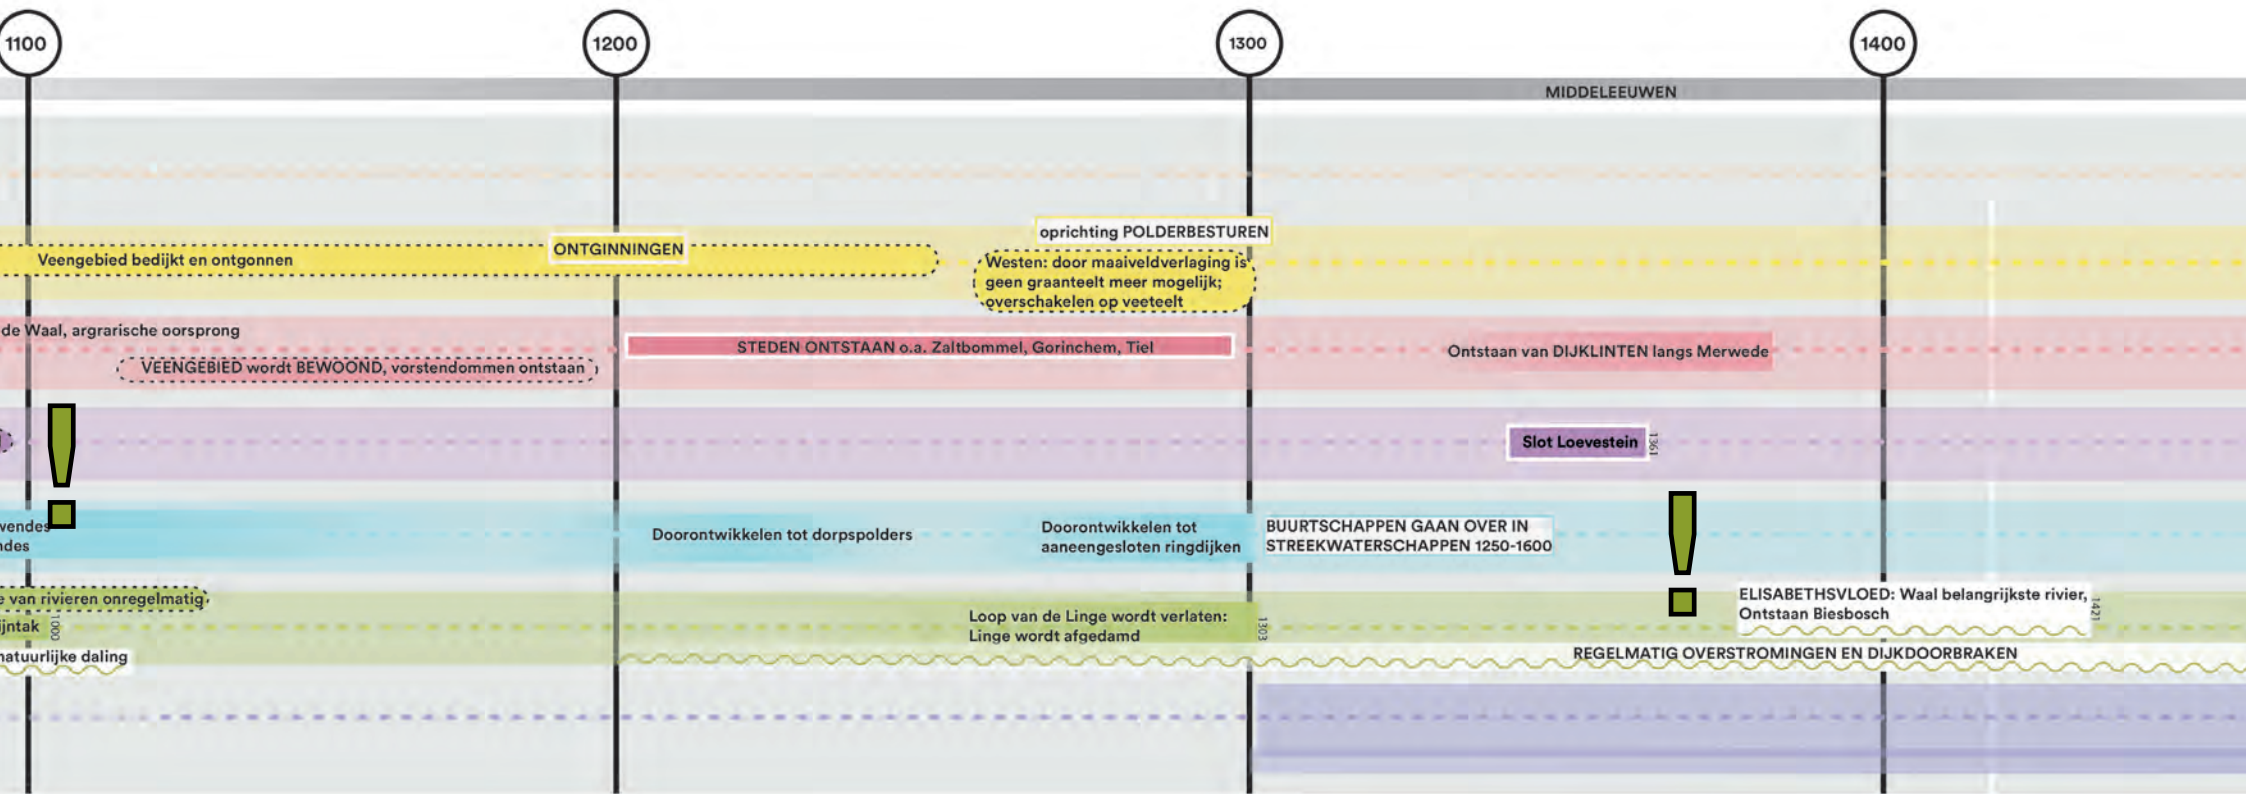 1100
1200
1300
1400
MIDDELEEUWEN
oprichting POLDERBESTUREN
ONTGINNINGEN
Veengebied bedijkt en ontgonnen
Westen: door maaiveldverlaging is
geen graanteelt meer mogelijk;
overschakelen op veeteelt
de Waal, argrarische oorsprong
STEDEN ONTSTAAN o.a. Zaltbommel, Gorinchem, Tiel
Ontstaan van DIJKLINTEN langs Merwede
VEENGEBIED wordt BEWOOND, vorstendommen ontstaan
Slot Loevestein
1361
wendes
ndes
Doorontwikkelen tot dorpspolders
Doorontwikkelen tot
aaneengesloten ringdijken
BUURTSCHAPPEN GAAN OVER IN
STREEKWATERSCHAPPEN 1250-1600
e van rivieren onregelmatig
ijntak
1000
Loop van de Linge wordt verlaten:
Linge wordt afgedamd
1303
ELISABETHSVLOED: Waal belangrijkste rivier,
Ontstaan Biesbosch
1421
natuurlijke daling
REGELMATIG OVERSTROMINGEN EN DIJKDOORBRAKEN